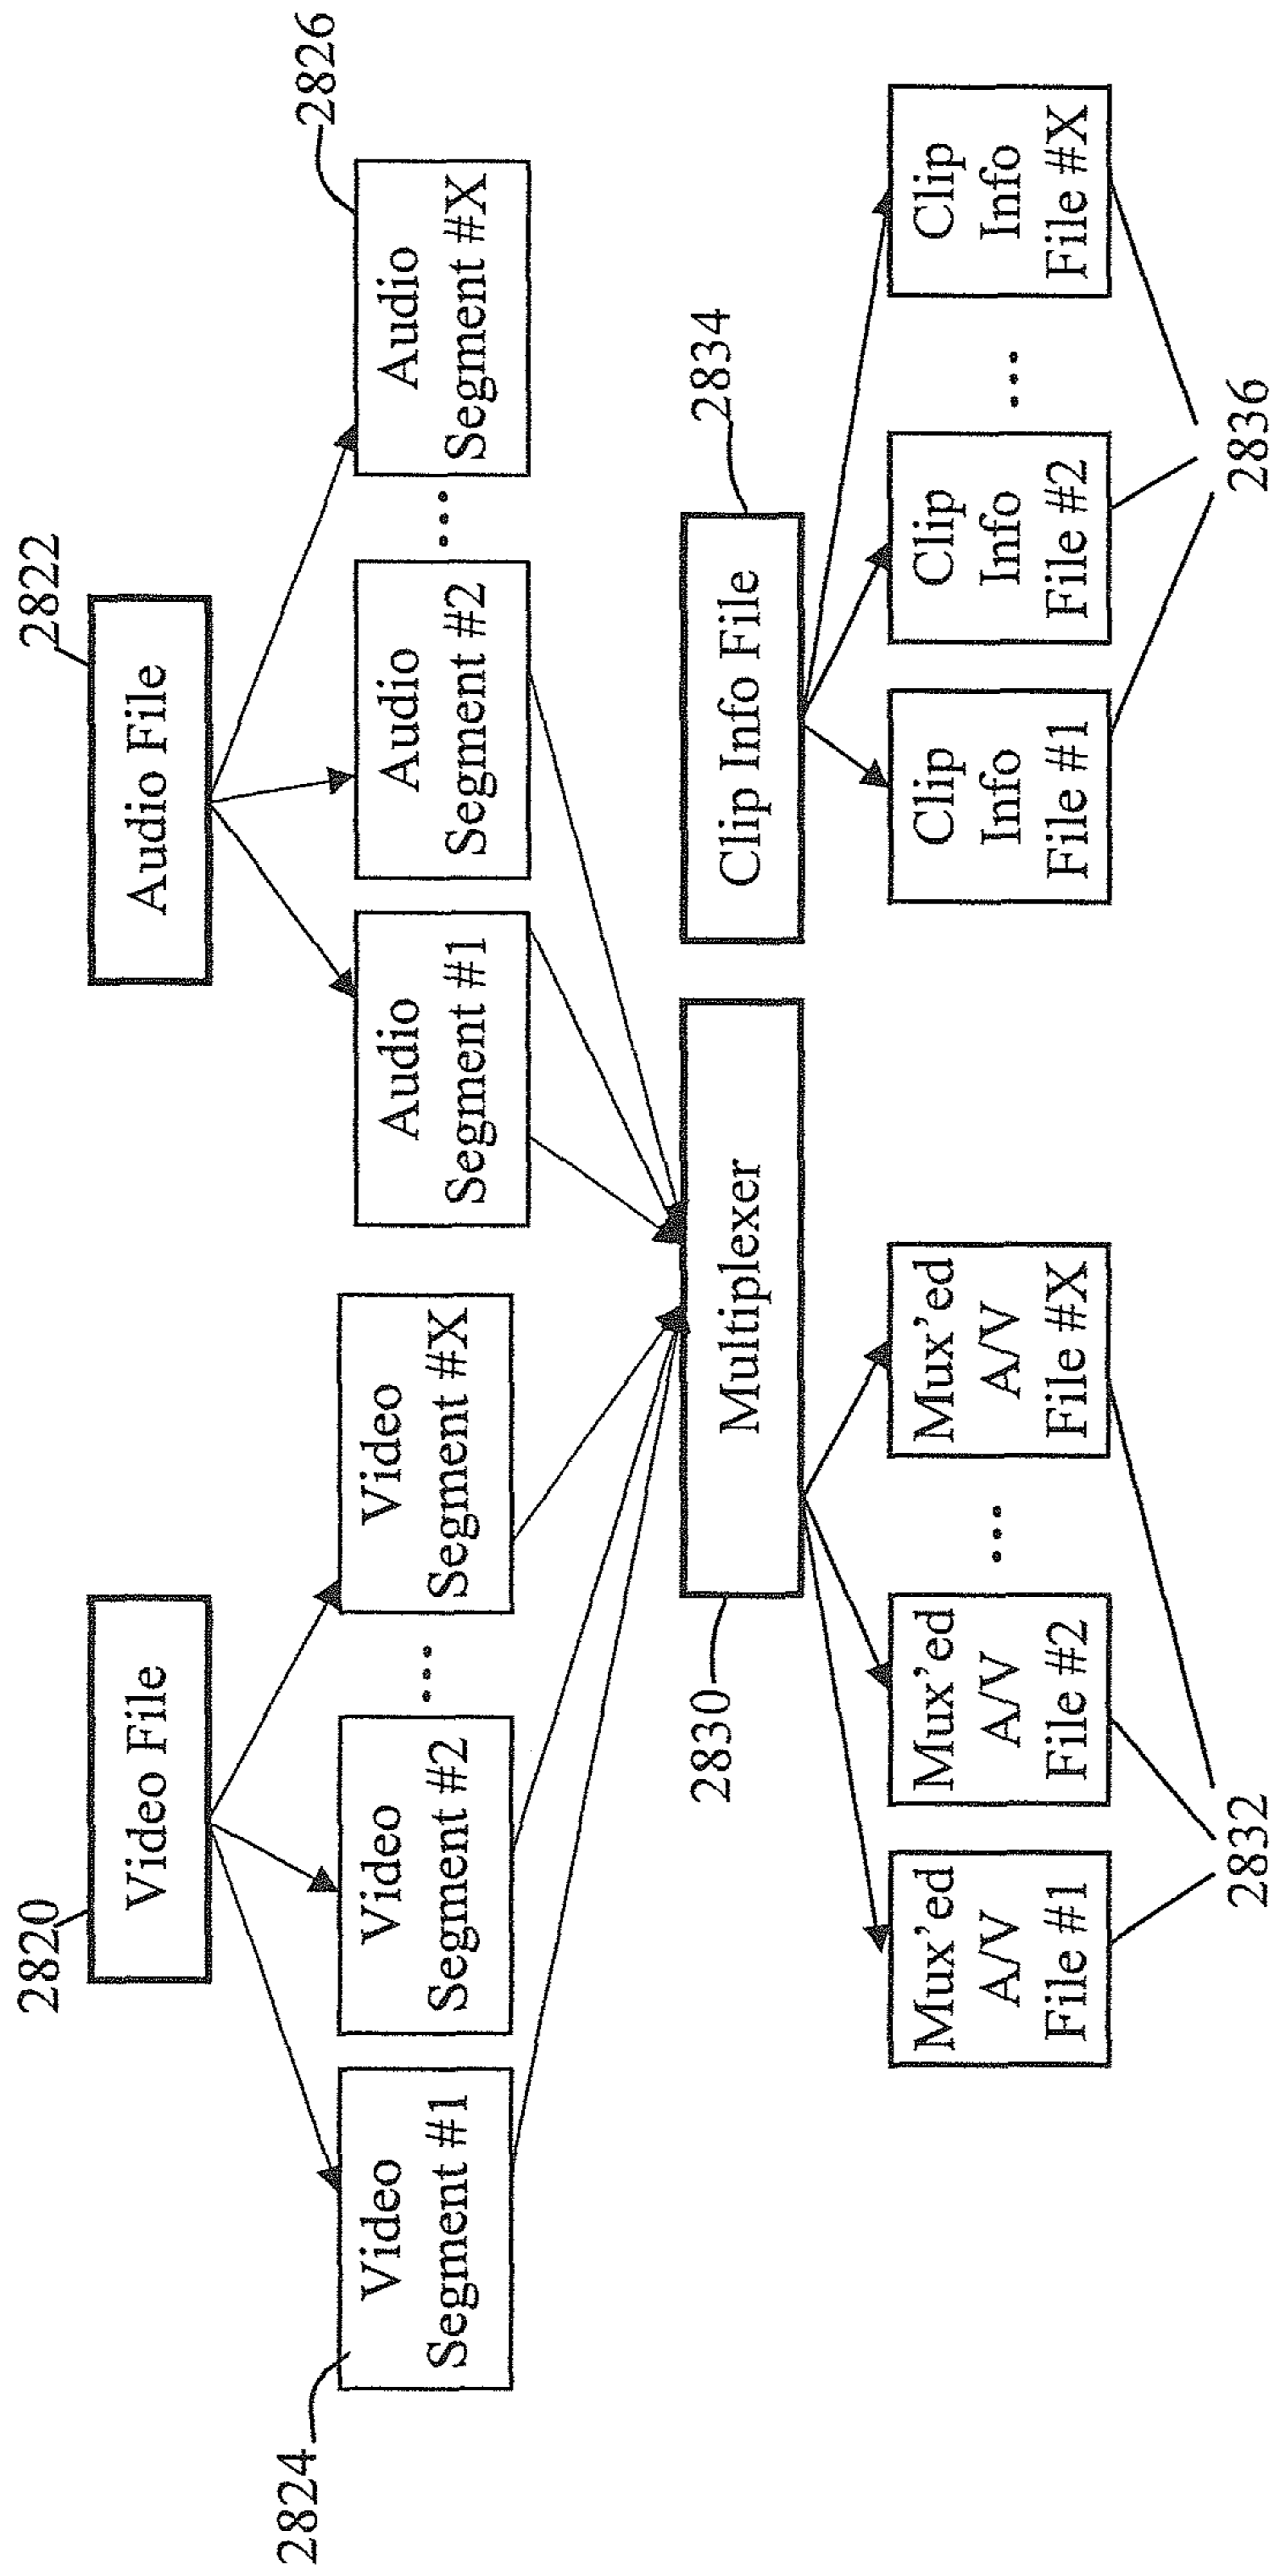 2820
Video File
2822
Audio File
2824
Video
Segment #1
Video
Segment #2
...
Video
Segment #X
Audio
Segment #1
Audio
Segment #2
...
Audio
Segment #X
2826
2830
Multiplexer
Clip Info File
2834
Mux'ed
A/V
File #1
Mux'ed
A/V
File #2
...
Mux'ed
A/V
File #X
Clip
Info
File #1
Clip
Info
File #2
...
Clip
Info
File #X
2832
2836